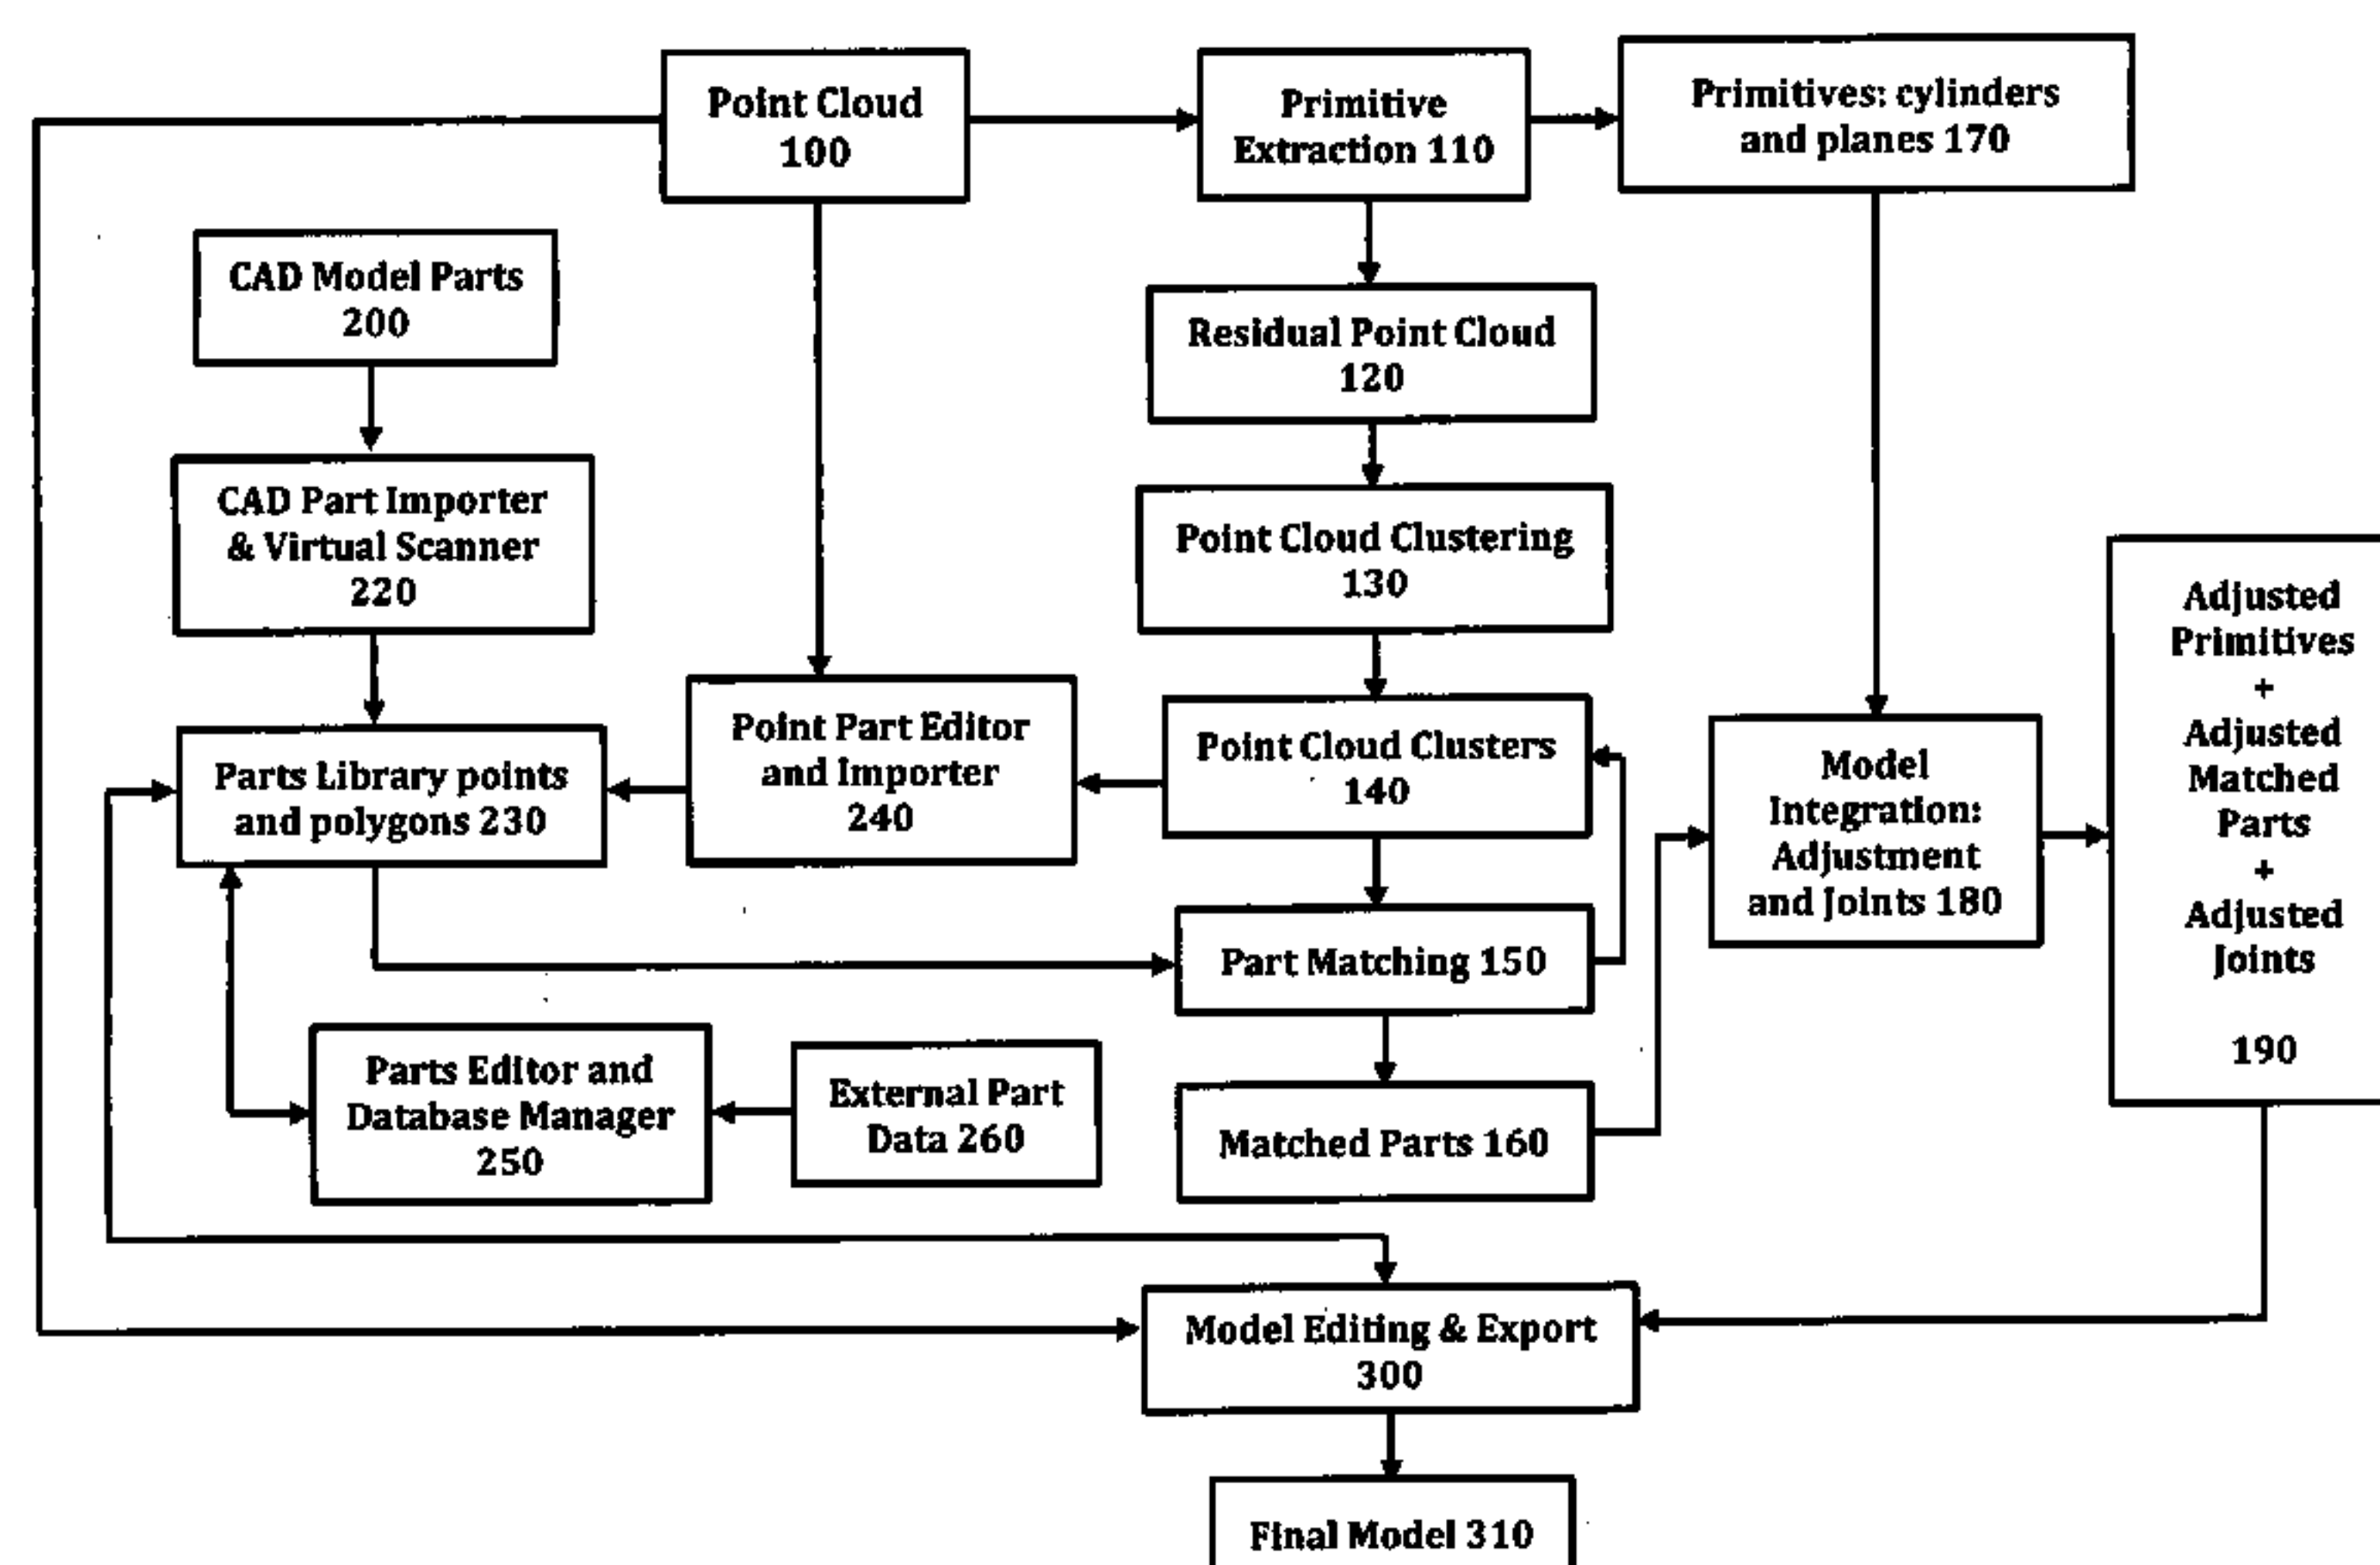 Point Cloud
100
Primitive
Extraction 110
Primitives: cylinders
and planes 170
CAD Model Parts
200
Residual Point Cloud
120
CAD Part Importer
& Virtual Scanner
220
Point Cloud Clustering
130
Adjusted
Primitives
+
Adjusted
Matched
Parts
+
Adjusted
Joints
190
Parts Library points
and polygons 230
Point Part Editor
and Importer
240
Point Cloud Clusters
140
Model
Integration:
Adjustment
and Joints 180
Part Matching 150
Parts Editor and
Database Manager
250
External Part
Data 260
Matched Parts 160
Model Editing & Export
300
Final Model 310